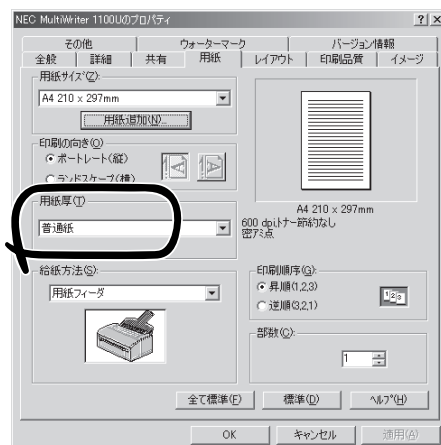 NEC MultiWriter 1100Uのプロパティ
その他 ウォーターマーク バージョン情報
全般 詳細 共有 用紙 レイアウト 印刷品質 イメージ
用紙サイズ(Z):
A4 210 x 297mm
用紙追加(N)...
印刷の向き(O)
ポートレート(縦)
ランドスケープ(横)
A4 210 x 297mm
600 dpi,トナー節約なし
密アミ点
用紙厚(T)
普通紙
給紙方法(S):
用紙フィーダ
印刷順序(G):
昇順(1,2,3)
逆順(3,2,1)
123
部数(C):
1
全て標準(F) 標準(D) ヘルプ(H)
OK キャンセル 適用(A)